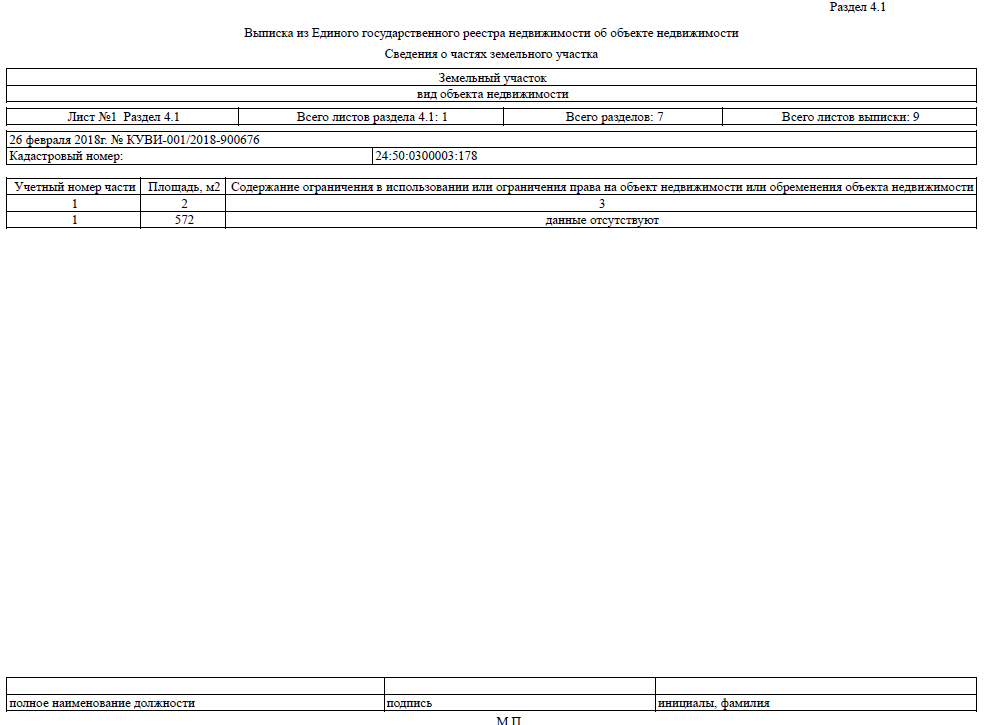 Раздел 4.1
Выписка из Единого государственного реестра недвижимости об объекте недвижимости
Сведения о частях земельного участка
Земельный участок
вид объекта недвижимости
Лист №1 Раздел 4.1 Всего листов раздела 4.1: 1 Всего разделов: 7 Всего листов выписки: 9
26 февраля 2018г. № КУВИ-001/2018-900676
Кадастровый номер: 24:50:0300003:178
Учетный номер части Площадь, м2 Содержание ограничения в использовании или ограничения права на объект недвижимости или обременения объекта недвижимости
1 2 3
1 572 данные отсутствуют
полное наименование должности подпись инициалы, фамилия
М.П.